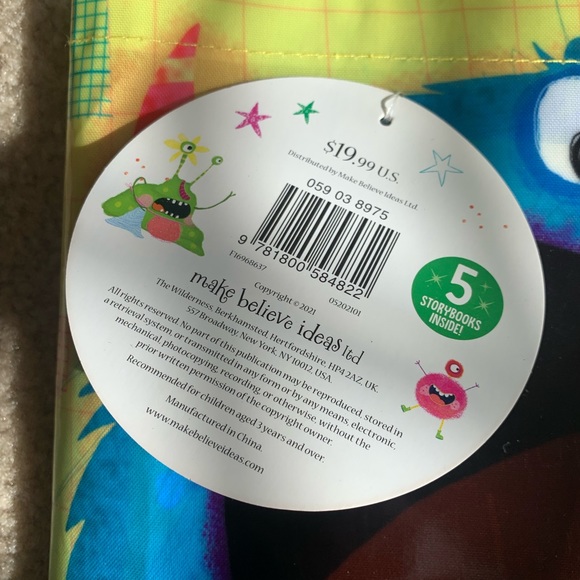 $19.99 U.S.
Distributed by Make Believe Ideas Ltd.
059 03 8975
9 781800 584822
F1696B637
05202101
Copyright © 2021
make believe ideas ltd
The Wilderness, Berkhamsted, Hertfordshire, HP4 2AZ, UK.
557 Broadway, New York, NY 10012, USA.
All rights reserved. No part of this publication may be reproduced, stored in
a retrieval system, or transmitted in any form or by any means, electronic,
mechanical, photocopying, recording, or otherwise, without the
prior written permission of the copyright owner.
Recommended for children aged 3 years and over.
Manufactured in China.
www.makebelieveideas.com
5
STORYBOOKS
INSIDE!